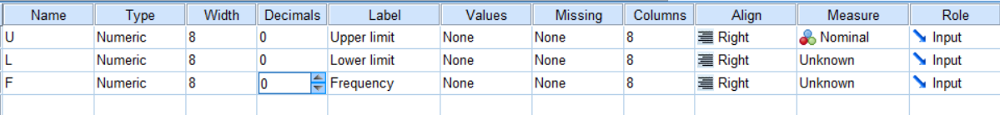 Name Type Width Decimals Label Values Missing Columns Align Measure Role
U Numeric 8 0 Upper limit None None 8 Right Nominal Input
L Numeric 8 0 Lower limit None None 8 Right Unknown Input
F Numeric 8 0 Frequency None None 8 Right Unknown Input